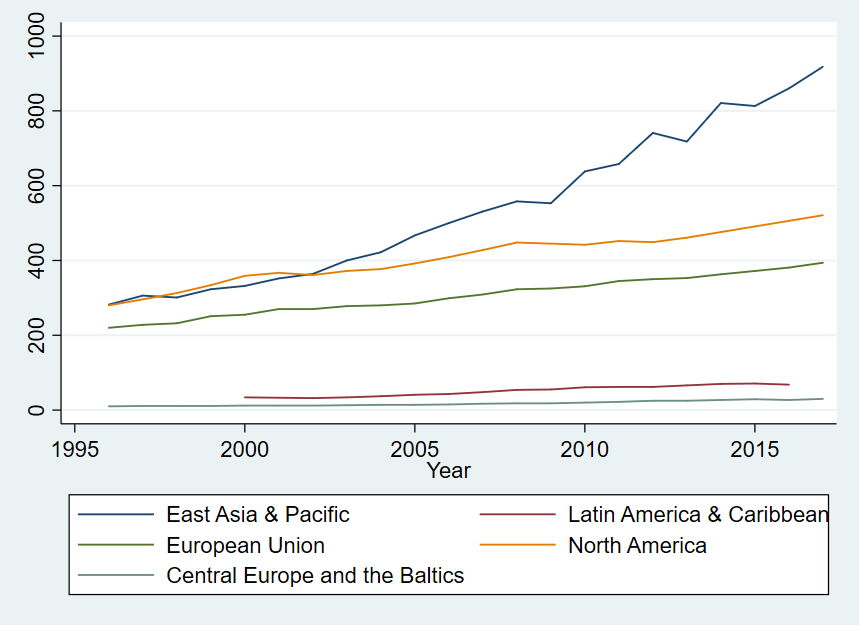 1000
800
600
400
200
0
1995 2000 2005 2010 2015
Year
East Asia & Pacific Latin America & Caribbean
European Union North America
Central Europe and the Baltics